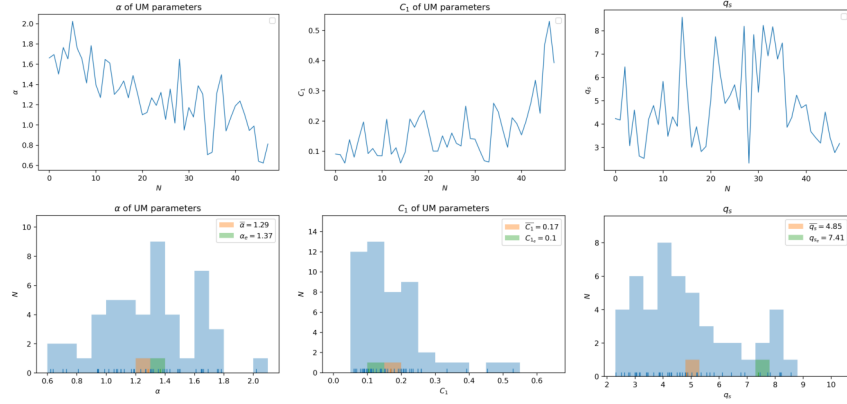 α of UM parameters
2.0
1.8
1.6
1.4
1.2
1.0
0.8
0.6
α
0 10 20 30 40
N
C₁ of UM parameters
0.5
0.4
0.3
0.2
0.1
C₁
0 10 20 30 40
N
qₛ
8
7
6
5
4
3
qₛ
0 10 20 30 40
N
α of UM parameters
10
8
6
4
2
0
N
ᾱ = 1.29
αₑ = 1.37
0.6 0.8 1.0 1.2 1.4 1.6 1.8 2.0
α
C₁ of UM parameters
14
12
10
8
6
4
2
0
N
C̅₁ = 0.17
C₁ₑ = 0.1
0.0 0.1 0.2 0.3 0.4 0.5 0.6
C₁
qₛ
8
6
4
2
0
N
q̅ₛ = 4.85
qₛₑ = 7.41
2 3 4 5 6 7 8 9 10
qₛ